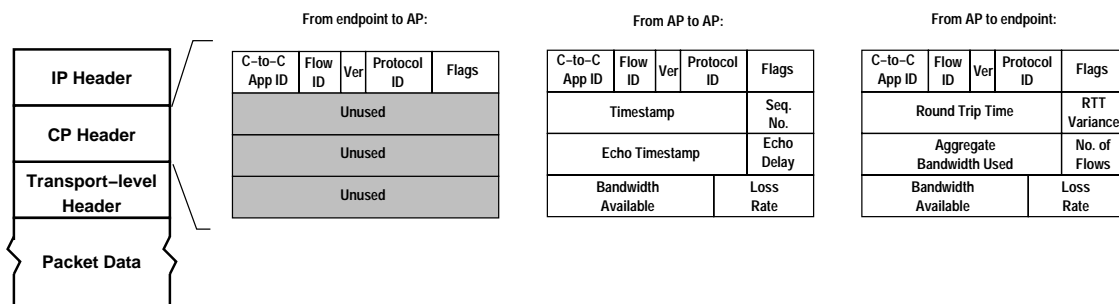 From endpoint to AP:
From AP to AP:
From AP to endpoint:
IP Header
CP Header
Transport−level
Header
Packet Data
C−to−C
App ID
Flow
ID
Ver
Protocol
ID
Flags
Unused
Unused
Unused
C−to−C
App ID
Flow
ID
Ver
Protocol
ID
Flags
Timestamp
Seq.
No.
Echo Timestamp
Echo
Delay
Bandwidth
Available
Loss
Rate
C−to−C
App ID
Flow
ID
Ver
Protocol
ID
Flags
Round Trip Time
RTT
Variance
Aggregate
Bandwidth Used
No. of
Flows
Bandwidth
Available
Loss
Rate